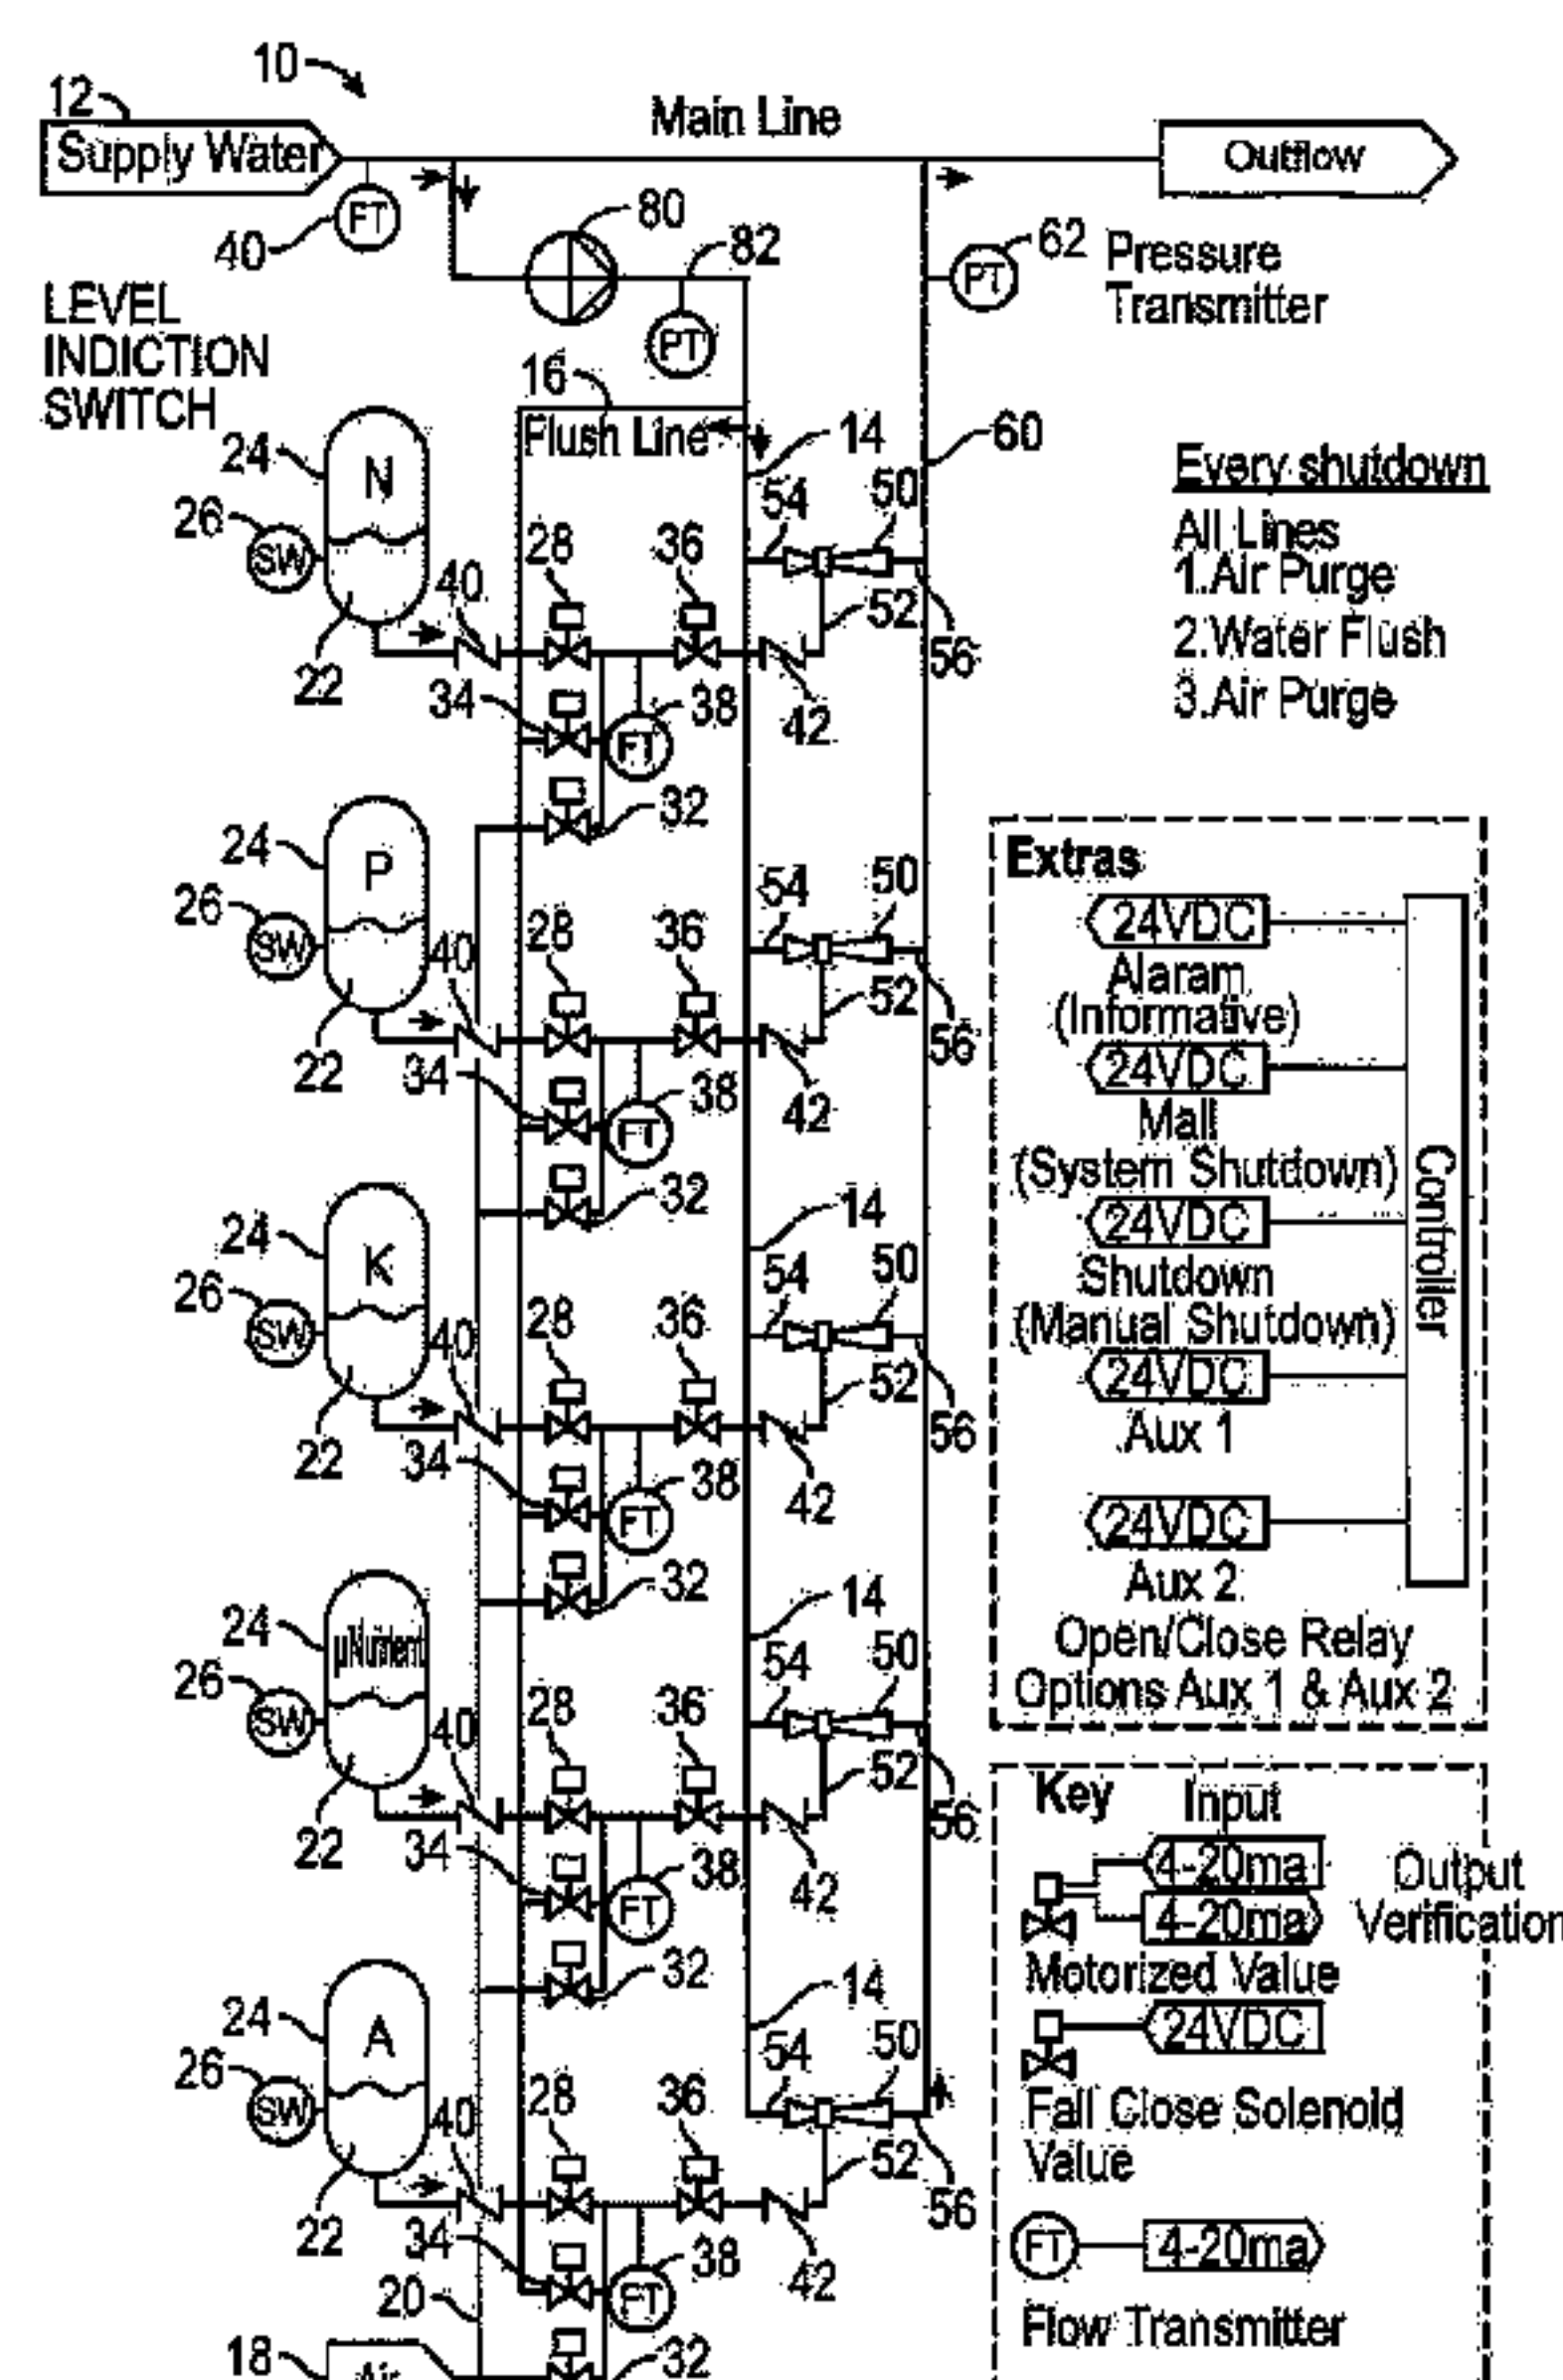 10
12
Main Line
Supply Water
Outflow
FT
40
80
82
62
PT
Pressure
Transmitter
PT
LEVEL
INDICTION
SWITCH
16
Flush Line
14
60
24
N
54
50
Every shutdown
All Lines
1.Air Purge
2.Water Flush
3.Air Purge
26
SW
28
36
40
52
56
22
34
38
42
FT
32
24
P
54
50
26
SW
28
36
40
52
56
22
34
38
42
FT
32
14
24
K
54
50
26
SW
28
36
40
52
56
22
34
38
42
FT
32
14
24
µNutrient
54
50
26
SW
28
36
40
52
56
22
34
38
42
FT
32
14
24
A
54
50
26
SW
28
36
40
52
56
22
34
38
42
FT
20
18
Air
32
Extras
24VDC
Alaram
(Informative)
24VDC
Mall
(System Shutdown)
24VDC
Shutdown
(Manual Shutdown)
24VDC
Aux 1
24VDC
Aux 2
Controller
Open/Close Relay
Options Aux 1 & Aux 2
Key
Input
4-20ma
Output
4-20ma
Verification
Motorized Value
24VDC
Fall Close Solenoid
Value
FT
4-20ma
Flow Transmitter